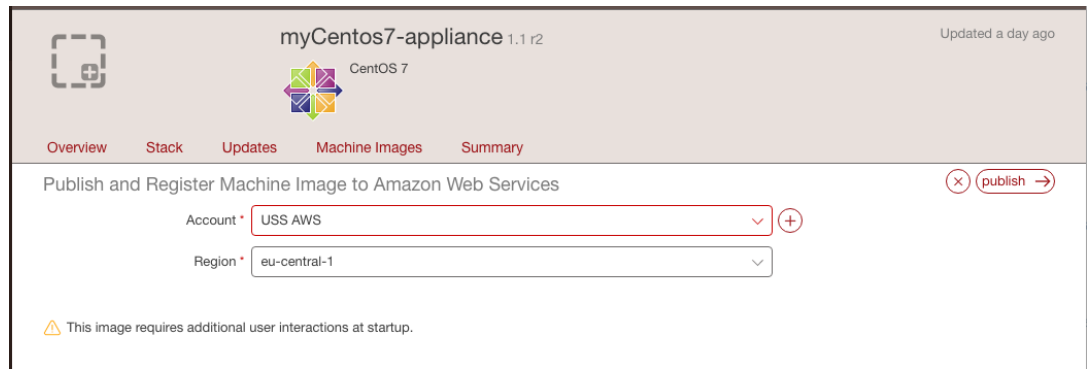 myCentos7-appliance 1.1 r2
Updated a day ago
CentOS 7
Overview Stack Updates Machine Images Summary
Publish and Register Machine Image to Amazon Web Services
publish →
Account * USS AWS
Region * eu-central-1
This image requires additional user interactions at startup.